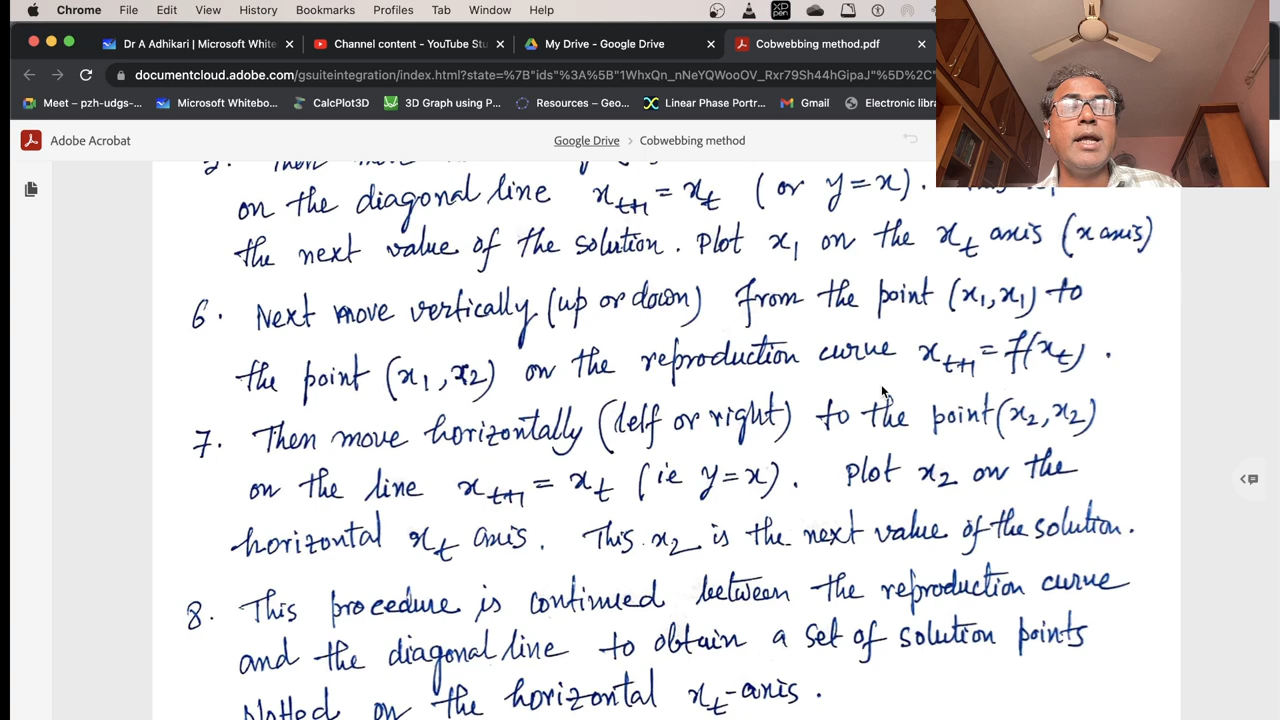 Chrome File Edit View History Bookmarks Profiles Tab Window Help
XP pen
Dr A Adhikari | Microsoft White × Channel content - YouTube Stu × My Drive - Google Drive × Cobwebbing method.pdf ×
documentcloud.adobe.com/gsuiteintegration/index.html?state=%7B"ids"%3A%5B"1WhxQn_nNeYQWooOV_Rxr79Sh44hGipaJ"%5D%2C"
Meet – pzh-udgs-... Microsoft Whitebo... CalcPlot3D 3D Graph using P... Resources – Geo... Linear Phase Portr... Gmail Electronic libra
Adobe Acrobat Google Drive › Cobwebbing method
5. Then move
on the diagonal line x_{t+1} = x_t (or y=x).
the next value of the solution. Plot x_1 on the x_t axis (x axis)
6. Next move vertically (up or down) from the point (x_1, x_1) to
the point (x_1, x_2) on the reproduction curve x_{t+1} = f(x_t).
7. Then move horizontally (leff or right) to the point (x_2, x_2)
on the line x_{t+1} = x_t (ie y=x). Plot x_2 on the
horizontal x_t axis. This x_2 is the next value of the solution.
8. This procedure is continued between the reproduction curve
and the diagonal line to obtain a set of solution points
plotted on the horizontal x_t-axis.